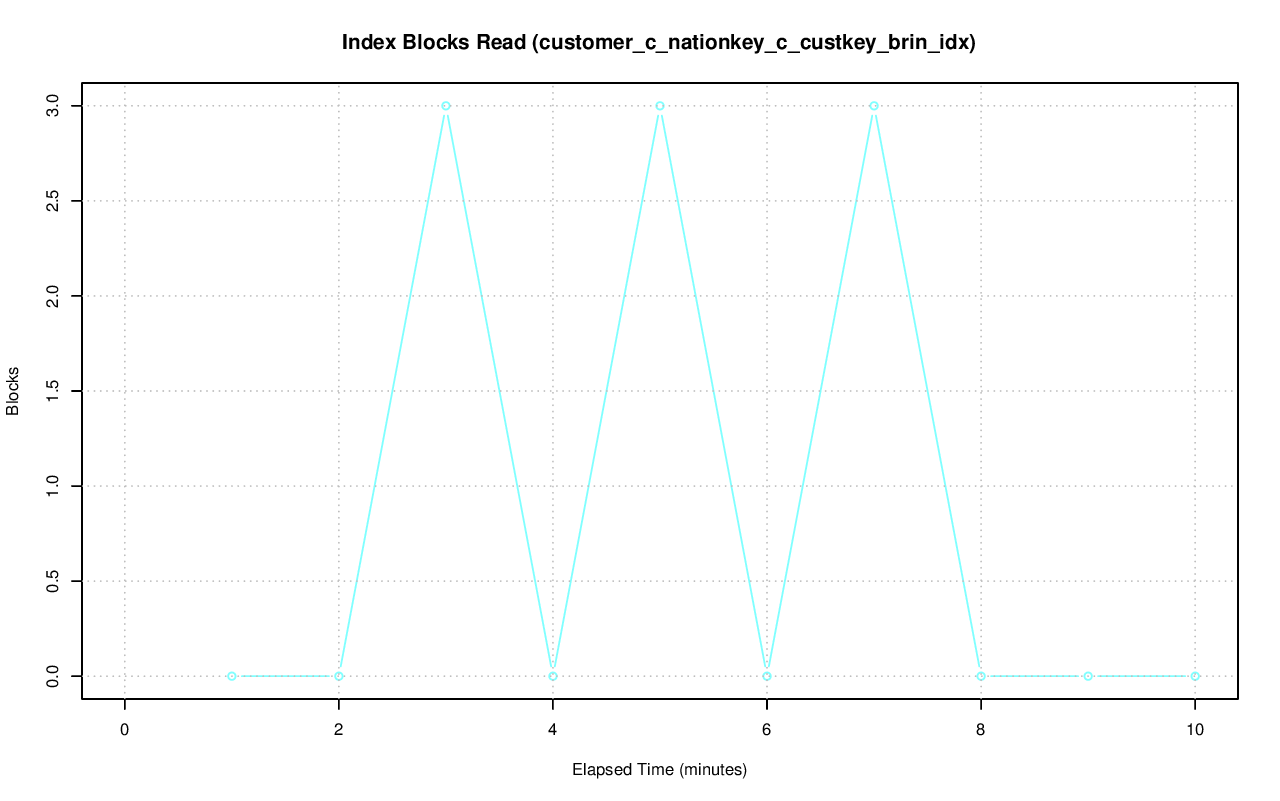 Index Blocks Read (customer_c_nationkey_c_custkey_brin_idx)
3.0
2.5
2.0
1.5
1.0
0.5
0.0
Blocks
0 2 4 6 8 10
Elapsed Time (minutes)